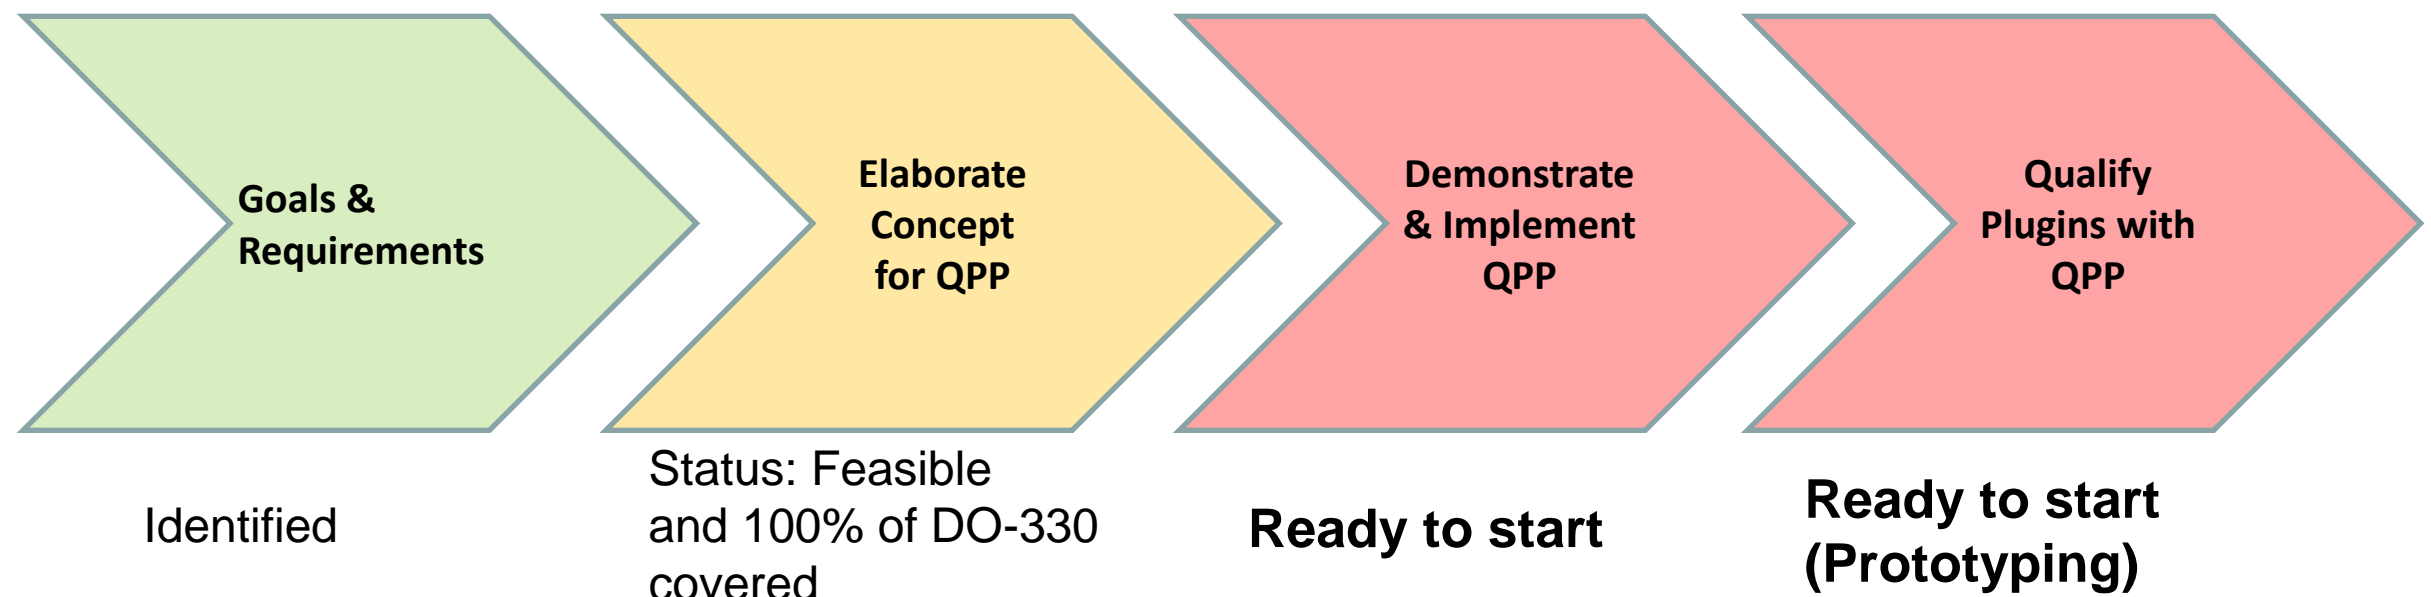 Goals &
Requirements
Elaborate
Concept
for QPP
Demonstrate
& Implement
QPP
Qualify
Plugins with
QPP
Identified
Status: Feasible
and 100% of DO-330
covered
Ready to start
Ready to start
(Prototyping)